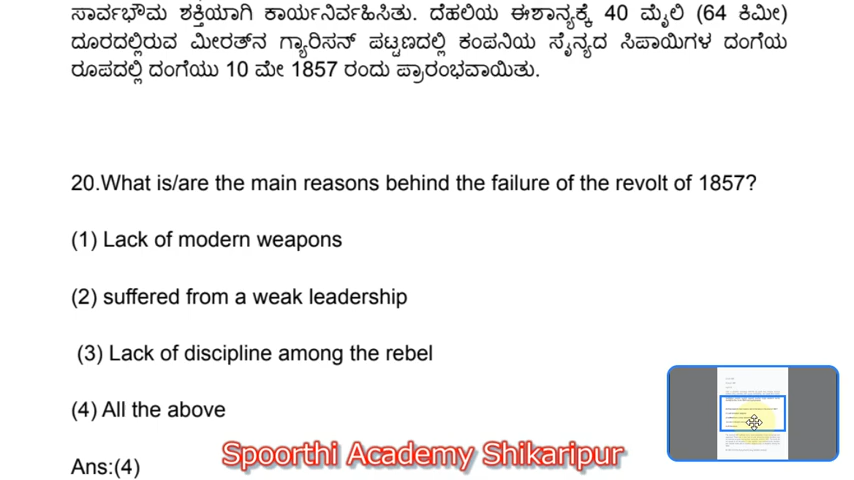 ಸಾರ್ವಭೌಮ ಶಕ್ತಿಯಾಗಿ ಕಾರ್ಯನಿರ್ವಹಿಸಿತು. ದೆಹಲಿಯ ಈಶಾನ್ಯಕ್ಕೆ 40 ಮೈಲಿ (64 ಕಿಮೀ)
ದೂರದಲ್ಲಿರುವ ಮೀರತ್‌ನ ಗ್ಯಾರಿಸನ್ ಪಟ್ಟಣದಲ್ಲಿ ಕಂಪನಿಯ ಸೈನ್ಯದ ಸಿಪಾಯಿಗಳ ದಂಗೆಯ
ರೂಪದಲ್ಲಿ ದಂಗೆಯು 10 ಮೇ 1857 ರಂದು ಪ್ರಾರಂಭವಾಯಿತು.
20.What is/are the main reasons behind the failure of the revolt of 1857?
(1) Lack of modern weapons
(2) suffered from a weak leadership
(3) Lack of discipline among the rebel
(4) All the above
Ans:(4)
Spoorthi Academy Shikaripur